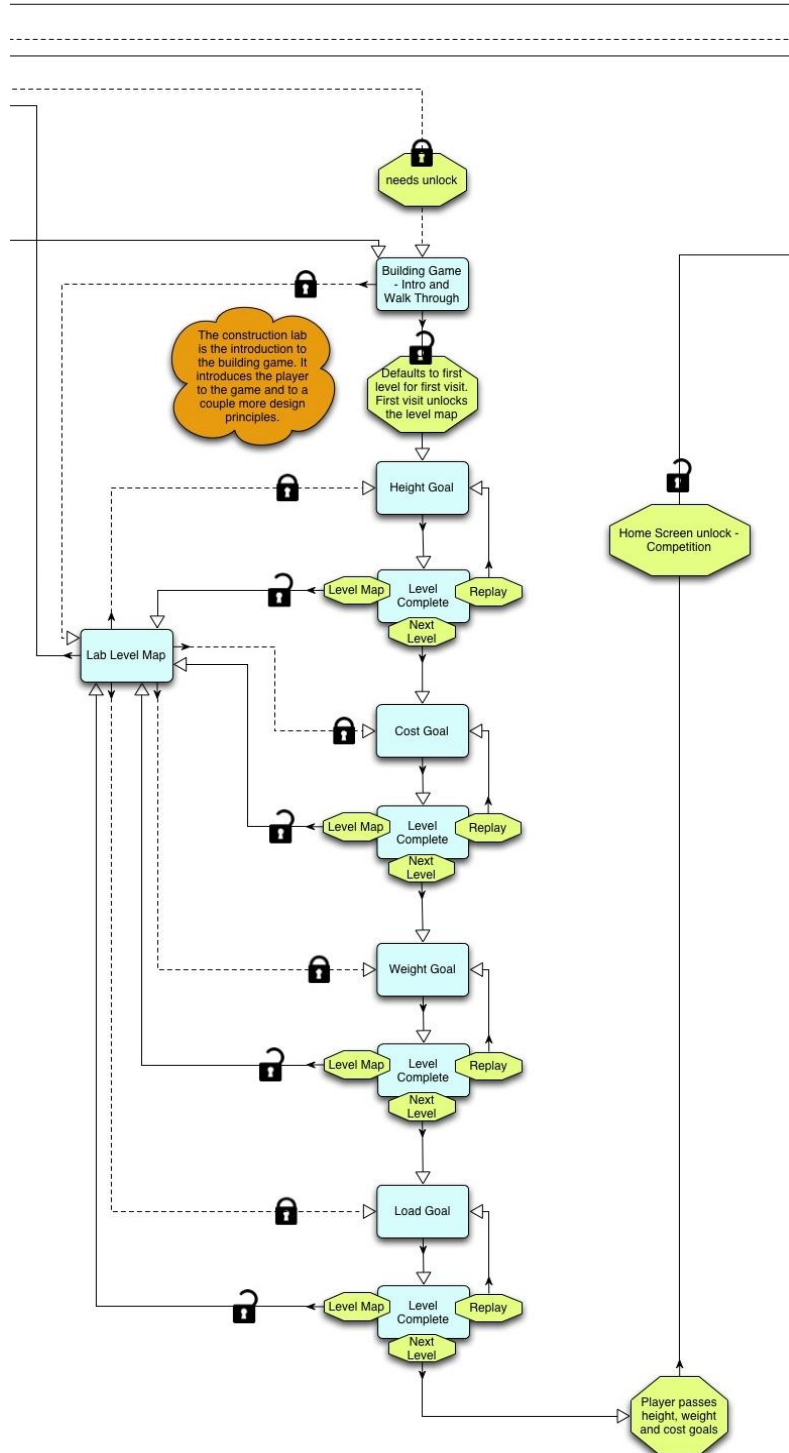 needs unlock
Building Game
- Intro and
Walk Through
The construction lab
is the introduction to
the building game. It
introduces the player
to the game and to a
couple more design
principles.
Defaults to first
level for first visit.
First visit unlocks
the level map
Height Goal
Home Screen unlock -
Competition
Level Map
Level
Complete
Replay
Next
Level
Lab Level Map
Cost Goal
Level Map
Level
Complete
Replay
Next
Level
Weight Goal
Level Map
Level
Complete
Replay
Next
Level
Load Goal
Level Map
Level
Complete
Replay
Next
Level
Player passes
height, weight
and cost goals